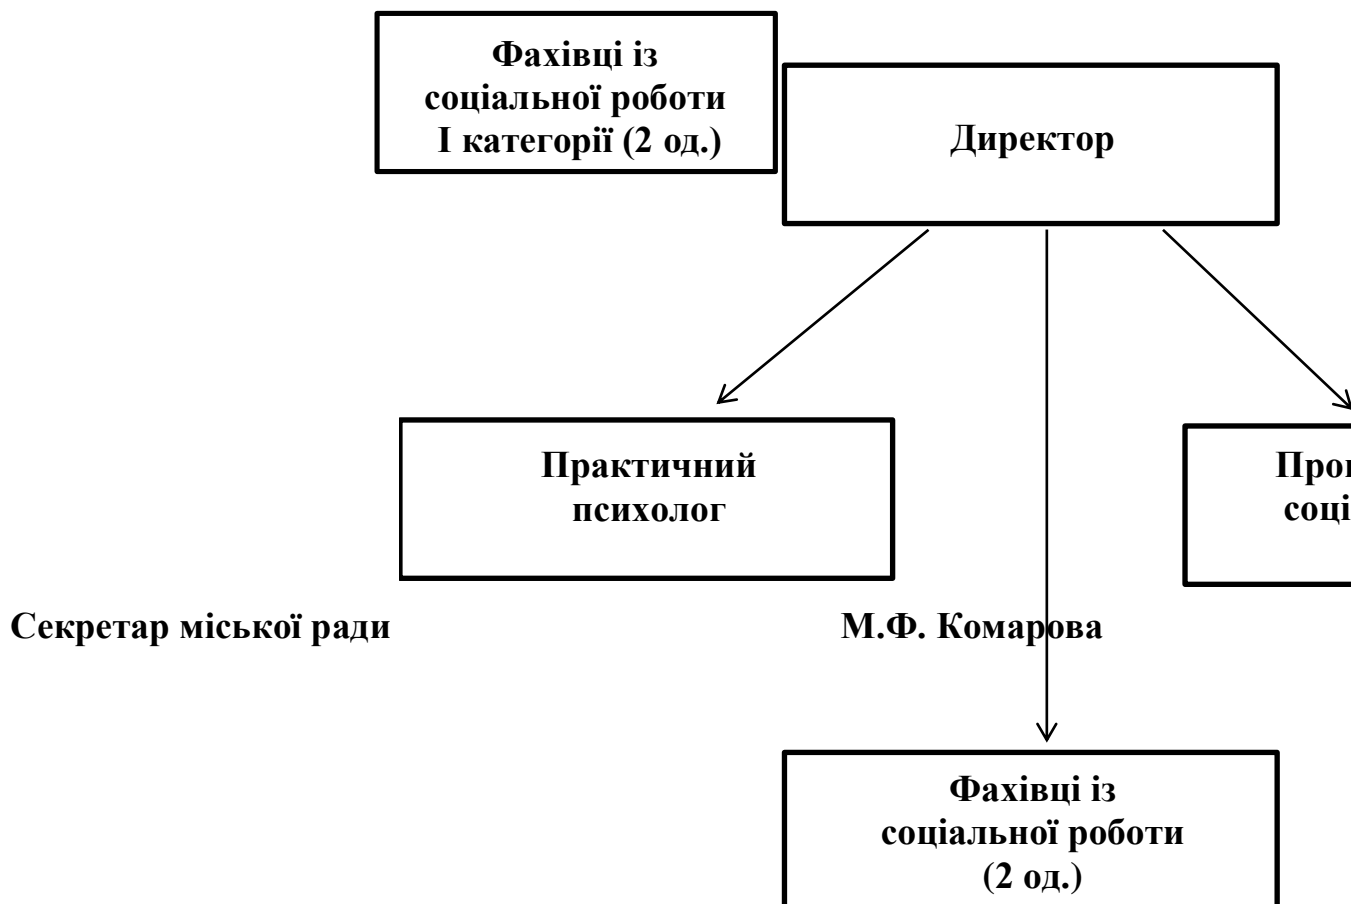 Фахівці із
соціальної роботи
І категорії (2 од.)
Директор
Практичний
психолог
Секретар міської ради
М.Ф. Комарова
Фахівці із
соціальної роботи
(2 од.)